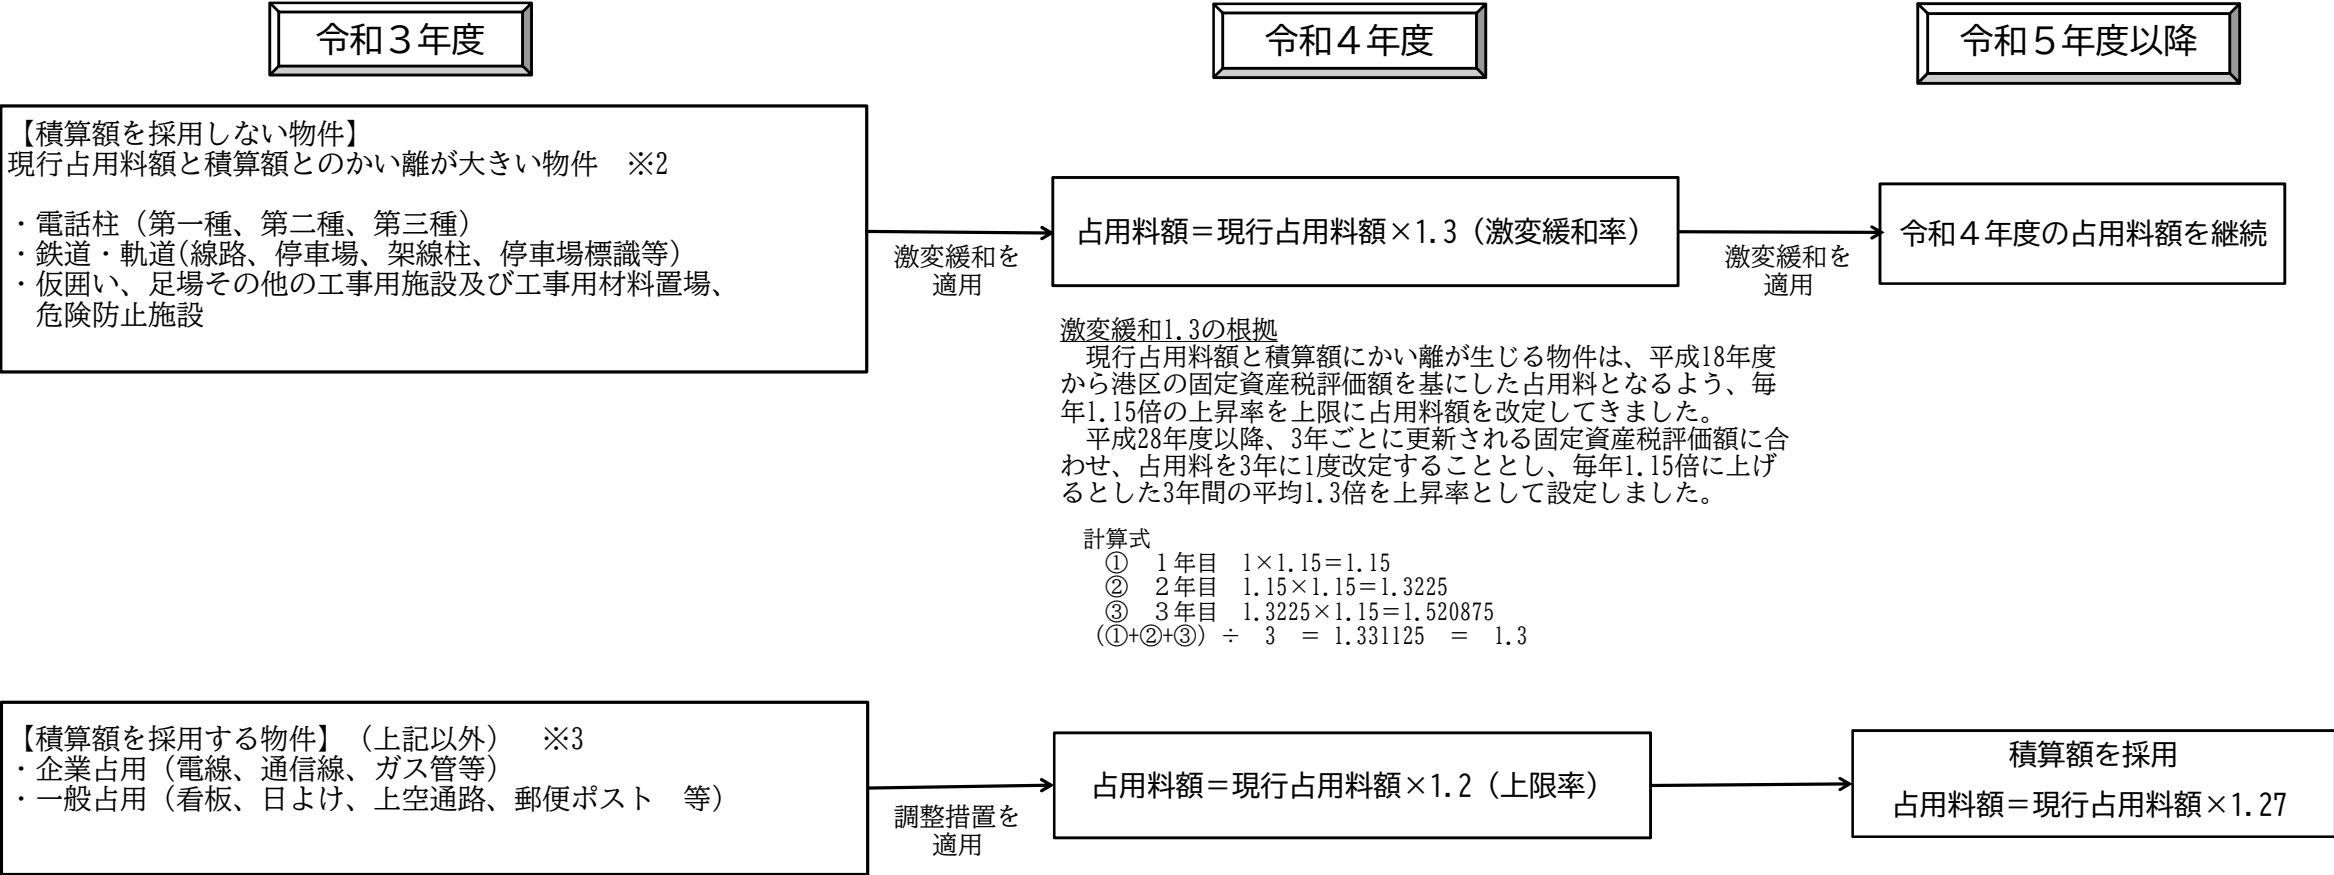 令和３年度
令和４年度
令和５年度以降
【積算額を採用しない物件】
現行占用料額と積算額とのかい離が大きい物件　※2
・電話柱（第一種、第二種、第三種）
・鉄道・軌道(線路、停車場、架線柱、停車場標識等)
・仮囲い、足場その他の工事用施設及び工事用材料置場、
危険防止施設
激変緩和を
適用
占用料額＝現行占用料額×1.3（激変緩和率）
激変緩和を
適用
令和４年度の占用料額を継続
激変緩和1.3の根拠
現行占用料額と積算額にかい離が生じる物件は、平成18年度
から港区の固定資産税評価額を基にした占用料となるよう、毎
年1.15倍の上昇率を上限に占用料額を改定してきました。
平成28年度以降、3年ごとに更新される固定資産税評価額に合
わせ、占用料を3年に1度改定することとし、毎年1.15倍に上げ
るとした3年間の平均1.3倍を上昇率として設定しました。
計算式
①　１年目　1×1.15＝1.15
②　２年目　1.15×1.15＝1.3225
③　３年目　1.3225×1.15＝1.520875
（①+②+③）÷　3　＝ 1.331125　＝　1.3
【積算額を採用する物件】（上記以外）　※3
・企業占用（電線、通信線、ガス管等）
・一般占用（看板、日よけ、上空通路、郵便ポスト　等）
調整措置を
適用
占用料額＝現行占用料額×1.2（上限率）
積算額を採用
占用料額＝現行占用料額×1.27